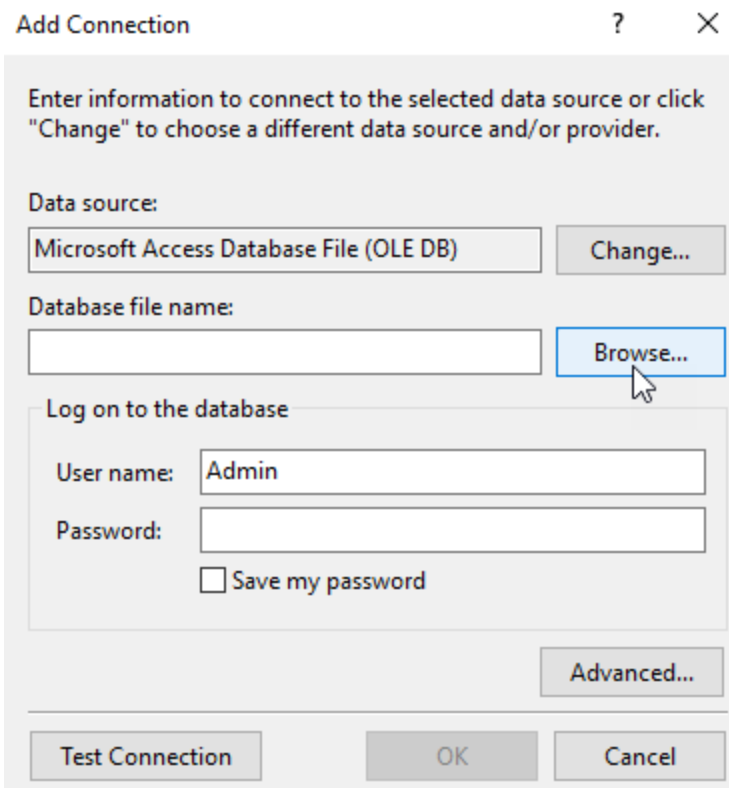 Add Connection
?
Enter information to connect to the selected data source or click
"Change" to choose a different data source and/or provider.
Data source:
Microsoft Access Database File (OLE DB)
Change...
Database file name:
Browse...
Log on to the database
User name:
Admin
Password:
Save my password
Advanced...
Test Connection
OK
Cancel